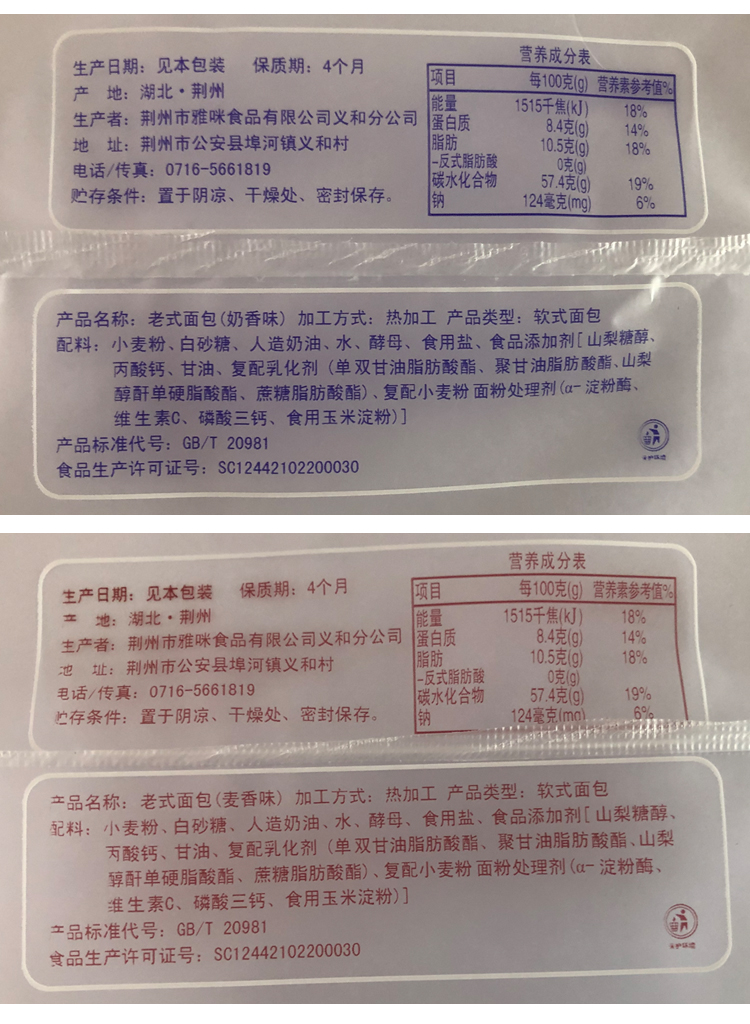 生产日期：见本包装 保质期：4个月
产 地：湖北·荆州
生产者：荆州市雅咪食品有限公司义和分公司
地 址：荆州市公安县埠河镇义和村
电话/传真：0716-5661819
贮存条件：置于阴凉、干燥处、密封保存。
营养成分表
项目 每100克(g) 营养素参考值%
能量 1515千焦(kJ) 18%
蛋白质 8.4克(g) 14%
脂肪 10.5克(g) 18%
-反式脂肪酸 0克(g)
碳水化合物 57.4克(g) 19%
钠 124毫克(mg) 6%
产品名称：老式面包(奶香味) 加工方式：热加工 产品类型：软式面包
配料：小麦粉、白砂糖、人造奶油、水、酵母、食用盐、食品添加剂[山梨糖醇、
丙酸钙、甘油、复配乳化剂(单双甘油脂肪酸酯、聚甘油脂肪酸酯、山梨
醇酐单硬脂酸酯、蔗糖脂肪酸酯)、复配小麦粉 面粉处理剂(α-淀粉酶、
维生素C、磷酸三钙、食用玉米淀粉)]
产品标准代号：GB/T 20981
食品生产许可证号：SC12442102200030
生产日期：见本包装 保质期：4个月
产 地：湖北·荆州
生产者：荆州市雅咪食品有限公司义和分公司
地 址：荆州市公安县埠河镇义和村
电话/传真：0716-5661819
贮存条件：置于阴凉、干燥处、密封保存。
营养成分表
项目 每100克(g) 营养素参考值%
能量 1515千焦(kJ) 18%
蛋白质 8.4克(g) 14%
脂肪 10.5克(g) 18%
-反式脂肪酸 0克(g)
碳水化合物 57.4克(g) 19%
钠 124毫克(mg) 6%
产品名称：老式面包(麦香味) 加工方式：热加工 产品类型：软式面包
配料：小麦粉、白砂糖、人造奶油、水、酵母、食用盐、食品添加剂[山梨糖醇、
丙酸钙、甘油、复配乳化剂(单双甘油脂肪酸酯、聚甘油脂肪酸酯、山梨
醇酐单硬脂酸酯、蔗糖脂肪酸酯)、复配小麦粉 面粉处理剂(α-淀粉酶、
维生素C、磷酸三钙、食用玉米淀粉)]
产品标准代号：GB/T 20981
食品生产许可证号：SC12442102200030